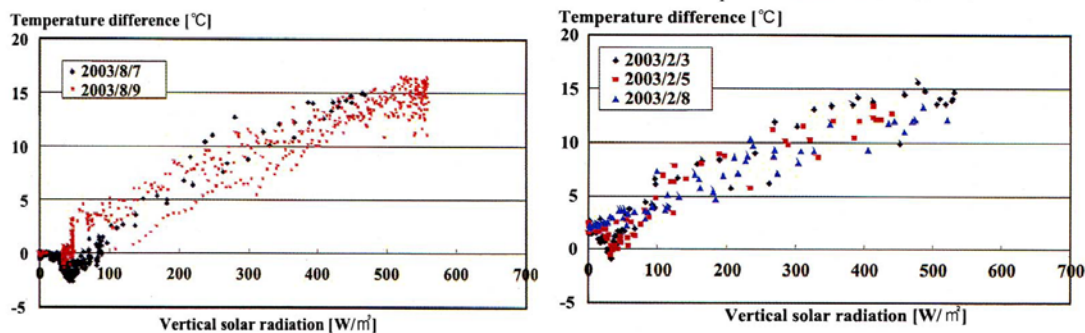 Temperature difference [℃]
20
15
10
5
0
-5
0 100 200 300 400 500 600 700
2003/8/7
2003/8/9
Vertical solar radiation [W/㎡]
Temperature difference [℃]
20
15
10
5
0
-5
0 100 200 300 400 500 600 700
2003/2/3
2003/2/5
2003/2/8
Vertical solar radiation [W/㎡]